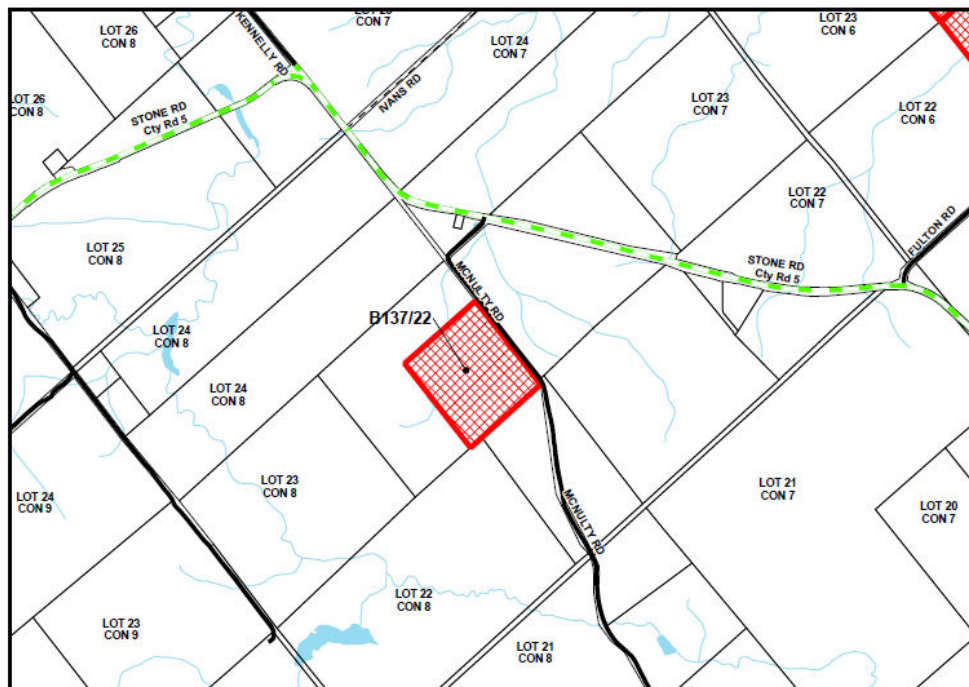 LOT 26
CON 8
KENNELLY RD
CON 7
LOT 24
CON 7
LOT 23
CON 6
LOT 26
CON 8
STONE RD
Cty Rd 5
IVANS RD
LOT 23
CON 7
LOT 22
CON 6
LOT 22
CON 7
FULTON RD
LOT 25
CON 8
STONE RD
Cty Rd 5
MCNULTY RD
B137/22
LOT 24
CON 8
LOT 24
CON 8
LOT 23
CON 8
LOT 24
CON 9
MCNULTY RD
LOT 21
CON 7
LOT 20
CON 7
LOT 22
CON 8
LOT 23
CON 9
LOT 21
CON 8